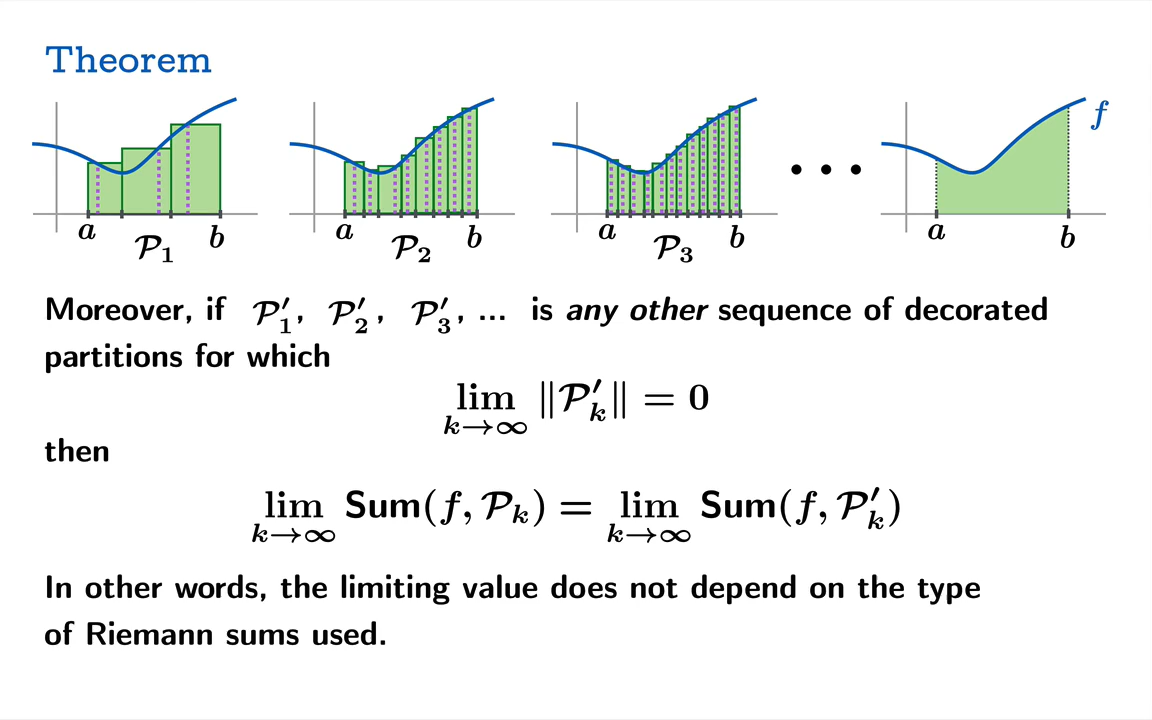 Theorem
f
a b a b a b a b
𝒫₁ 𝒫₂ 𝒫₃ • • •
Moreover, if 𝒫′₁, 𝒫′₂, 𝒫′₃, ... is any other sequence of decorated
partitions for which
lim k→∞ ‖𝒫′ₖ‖ = 0
then
lim k→∞ Sum(f, 𝒫ₖ) = lim k→∞ Sum(f, 𝒫′ₖ)
In other words, the limiting value does not depend on the type
of Riemann sums used.